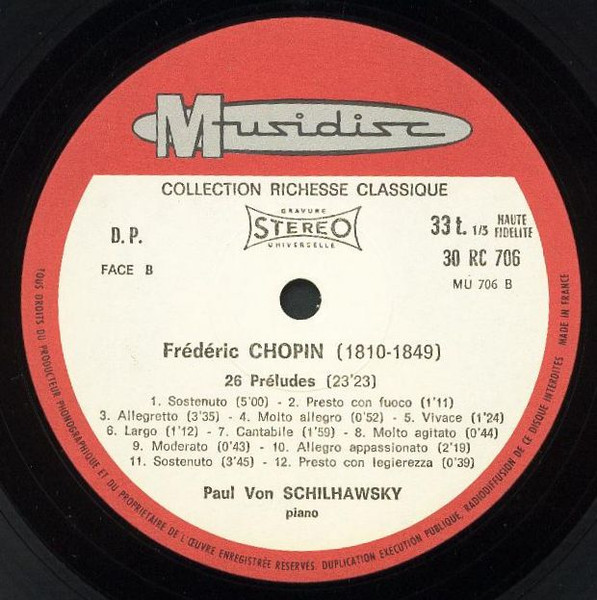 Musidisc
COLLECTION RICHESSE CLASSIQUE
GRAVURE
STEREO
UNIVERSELLE
D.P.
33 t. 1/3 HAUTE FIDELITE
FACE B
30 RC 706
MU 706 B
Frédéric CHOPIN (1810-1849)
26 Préludes (23'23)
1. Sostenuto (5'00) - 2. Presto con fuoco (1'11)
3. Allegretto (3'35) - 4. Molto allegro (0'52) - 5. Vivace (1'24)
6. Largo (1'12) - 7. Cantabile (1'59) - 8. Molto agitato (0'44)
9. Moderato (0'43) - 10. Allegro appassionato (2'19)
11. Sostenuto (3'45) - 12. Presto con legierezza (0'39)
Paul Von SCHILHAWSKY
piano
TOUS DROITS DU PRODUCTEUR PHONOGRAPHIQUE ET DU PROPRIETAIRE DE L'ŒUVRE ENREGISTRÉE RESERVÉS. DUPLICATION EXECUTION PUBLIQUE, RADIODIFFUSION DE CE DISQUE INTERDITES MADE IN FRANCE